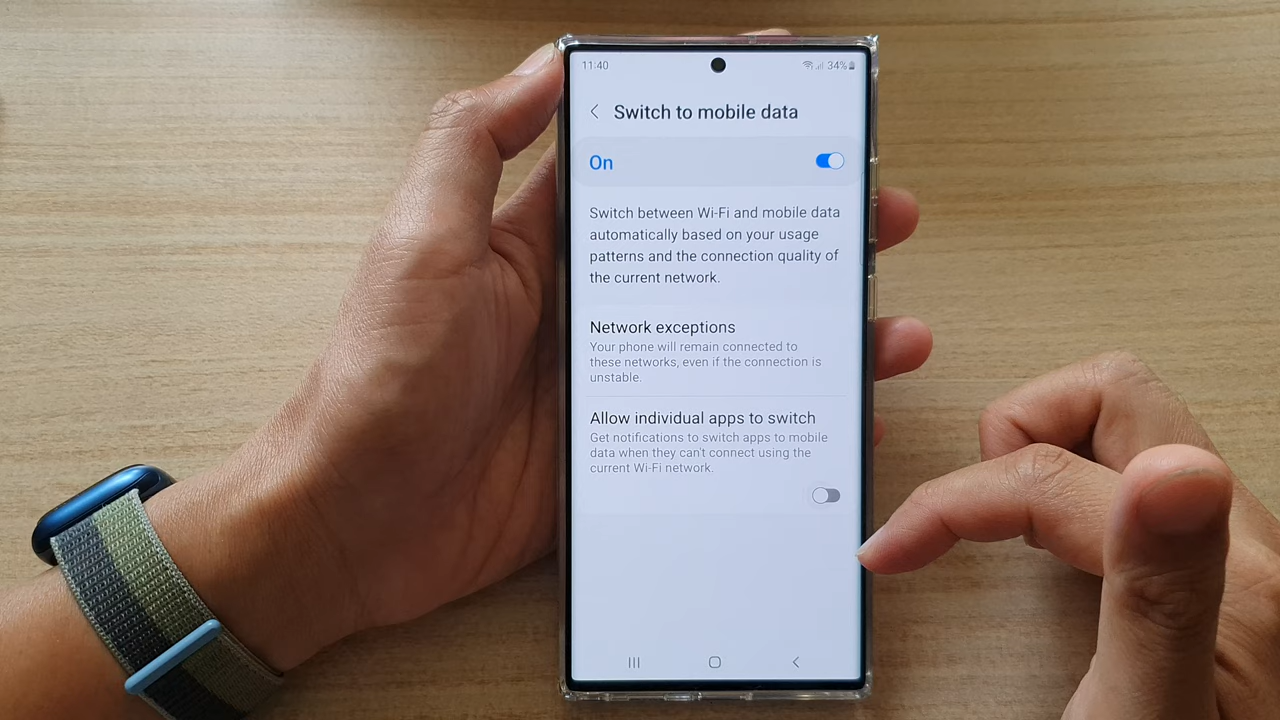 11:40
34%
Switch to mobile data
On
Switch between Wi-Fi and mobile data
automatically based on your usage
patterns and the connection quality of
the current network.
Network exceptions
Your phone will remain connected to
these networks, even if the connection is
unstable.
Allow individual apps to switch
Get notifications to switch apps to mobile
data when they can't connect using the
current Wi-Fi network.